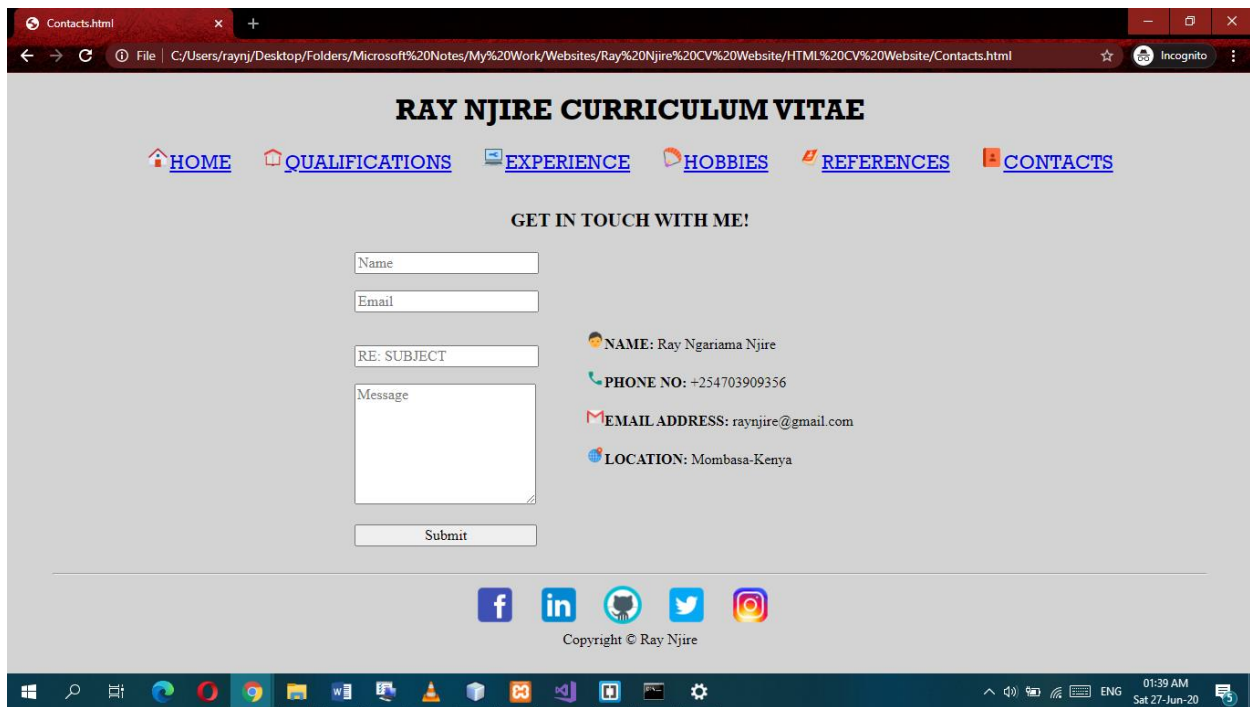 Contacts.html
File C:/Users/raynj/Desktop/Folders/Microsoft%20Notes/My%20Work/Websites/Ray%20Njire%20CV%20Website/HTML%20CV%20Website/Contacts.html Incognito
RAY NJIRE CURRICULUM VITAE
HOME QUALIFICATIONS EXPERIENCE HOBBIES REFERENCES CONTACTS
GET IN TOUCH WITH ME!
Name
Email
RE: SUBJECT
Message
Submit
NAME: Ray Ngariama Njire
PHONE NO: +254703909356
EMAIL ADDRESS: raynjire@gmail.com
LOCATION: Mombasa-Kenya
Copyright © Ray Njire
ENG
01:39 AM
Sat 27-Jun-20
5